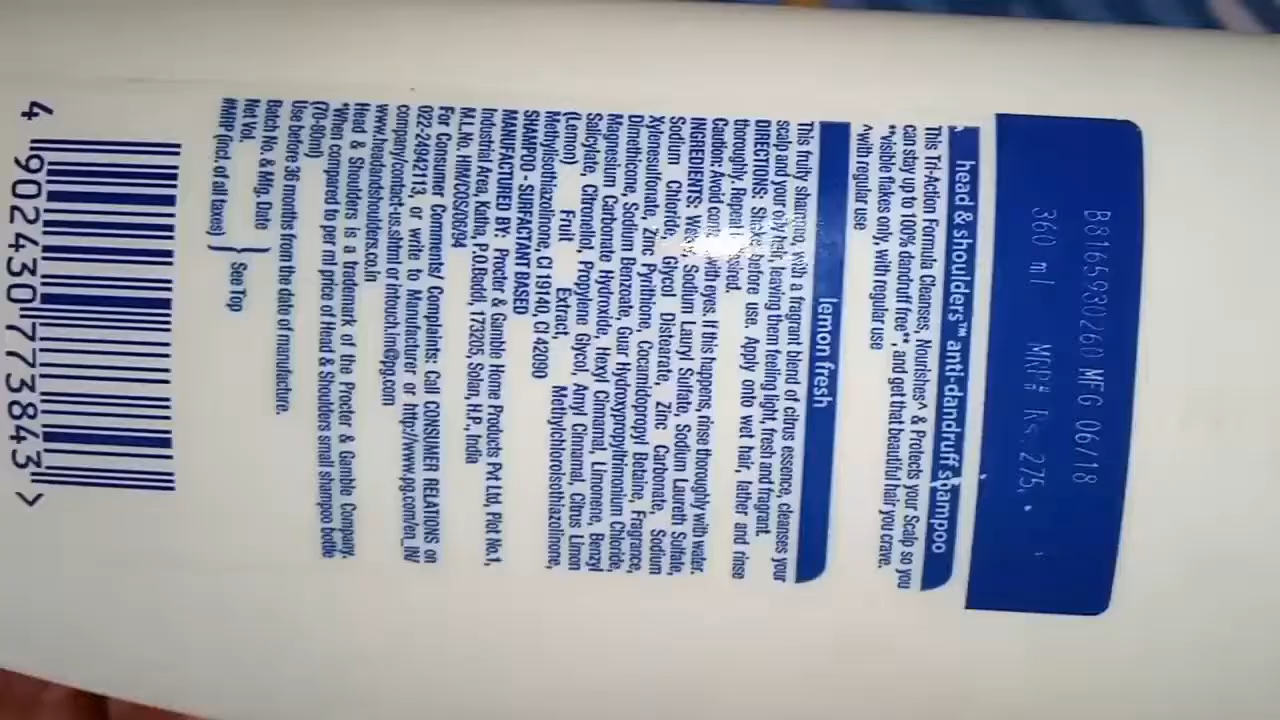 B8165930260 MFG 06/18
360 ml MRP# Rs.275.
head & shoulders™ anti-dandruff shampoo
This Tri-Action Formula Cleanses, Nourishes^ & Protects your Scalp so you
can stay up to 100% dandruff free**, and get that beautiful hair you crave.
**visible flakes only, with regular use
^with regular use
lemon fresh
This fruity shampoo, with a fragrant blend of citrus essence, cleanses your
scalp and your oily hair, leaving them feeling light, fresh and fragrant.
DIRECTIONS: Shake before use. Apply onto wet hair, lather and rinse
thoroughly. Repeat desired.
Caution: Avoid with eyes. If this happens, rinse thoroughly with water.
INGREDIENTS: Sodium Lauryl Sulfate, Sodium Laureth Sulfate,
Sodium Chloride, Glycol Distearate, Zinc Carbonate, Sodium
Xylenesulfonate, Zinc Pyrithione, Cocamidopropyl Betaine, Fragrance,
Dimethicone, Sodium Benzoate, Guar Hydroxypropyltrimonium Chloride,
Magnesium Carbonate Hydroxide, Hexyl Cinnamal, Limonene, Benzyl
Salicylate, Citronellol, Propylene Glycol, Amyl Cinnamal, Citrus Limon
(Lemon) Fruit Extract, Methylchloroisothiazolinone,
Methylisothiazolinone, CI 19140, CI 42090
SHAMPOO - SURFACTANT BASED
MANUFACTURED BY: Procter & Gamble Home Products Pvt Ltd, Plot No.1,
Industrial Area, Katha, P.O.Baddi, 173205, Solan, H.P., India
M.L.No. HIM/COS/06/94
For Consumer Comments/ Complaints: Call CONSUMER RELATIONS on
022-24942113, or write to Manufacturer or http://www.pg.com/en_IN/
company/contact-us.shtml or intouch.in@pg.com
www.headandshoulders.co.in
Head & Shoulders is a trademark of the Procter & Gamble Company.
*When compared to per ml price of Head & Shoulders small shampoo bottle
(70-80ml)
Use before 36 months from the date of manufacture.
Batch No. & Mfg. Date
Net Vol.
#MRP (incl. of all taxes)
See Top
4 902430 773843 >